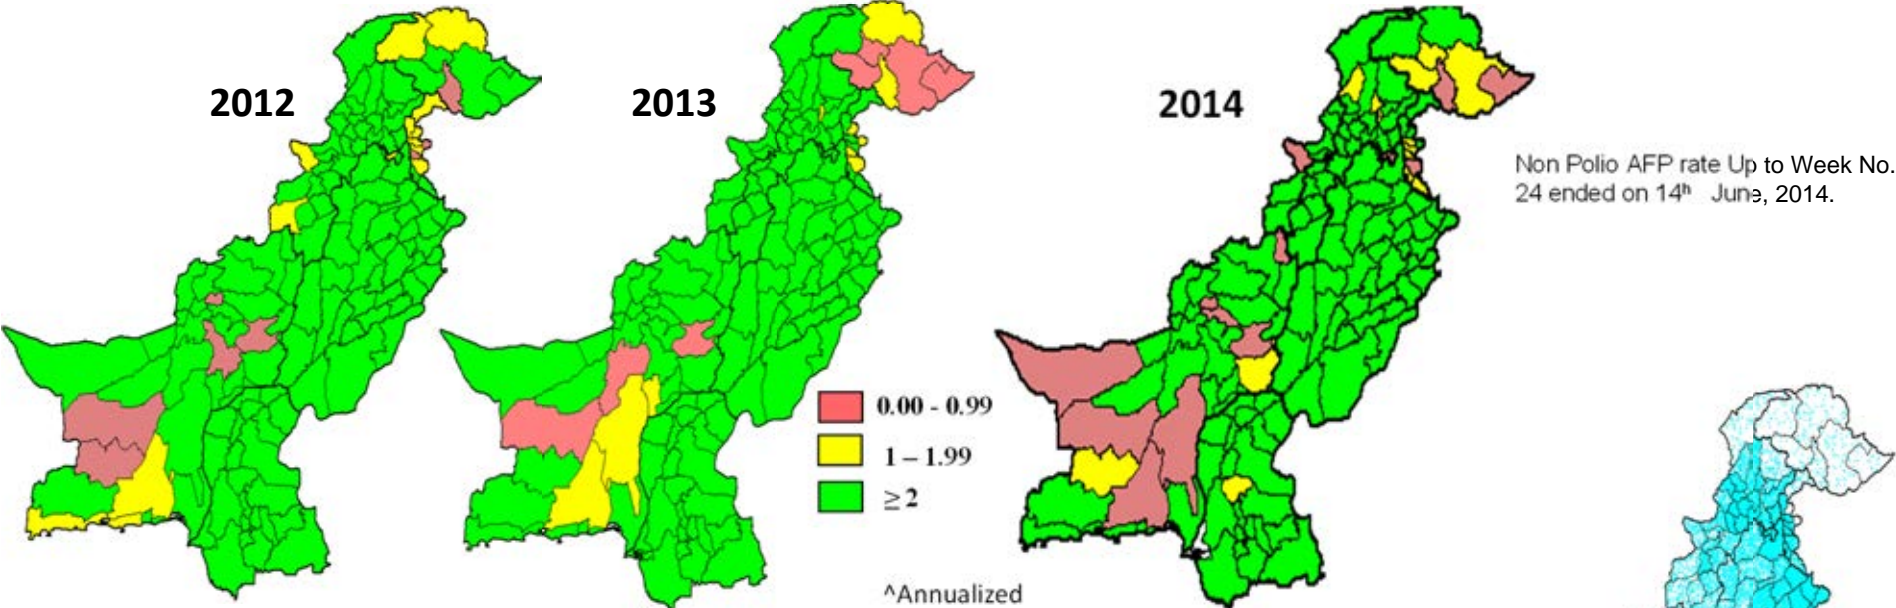 2012
2013
2014
Non Polio AFP rate Up to Week No.
24 ended on 14ʰ June, 2014.
0.00 - 0.99
1 – 1.99
≥ 2
^Annualized